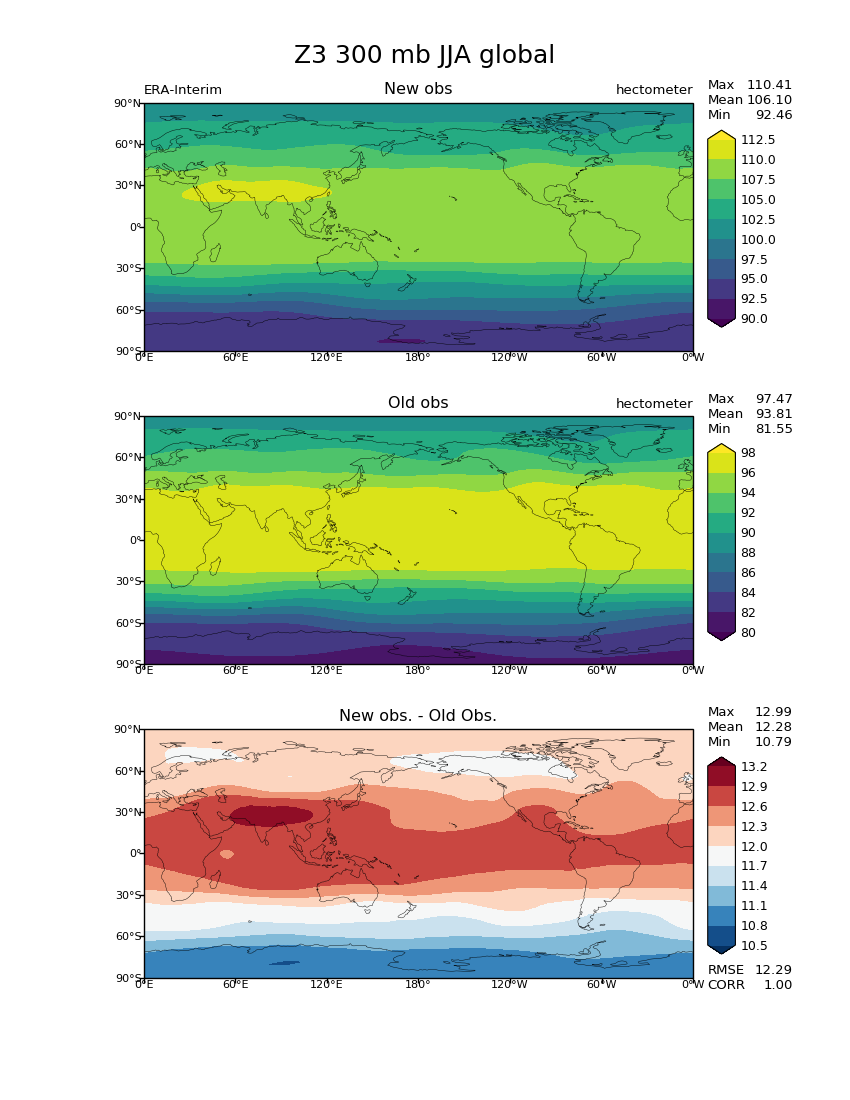 Z3 300 mb JJA global
ERA-Interim New obs hectometer
Max 110.41
Mean 106.10
Min 92.46
90°N
60°N
30°N
0°
30°S
60°S
90°S
0°E 60°E 120°E 180° 120°W 60°W 0°W
112.5
110.0
107.5
105.0
102.5
100.0
97.5
95.0
92.5
90.0
Old obs hectometer
Max 97.47
Mean 93.81
Min 81.55
90°N
60°N
30°N
0°
30°S
60°S
90°S
0°E 60°E 120°E 180° 120°W 60°W 0°W
98
96
94
92
90
88
86
84
82
80
New obs. - Old Obs.
Max 12.99
Mean 12.28
Min 10.79
90°N
60°N
30°N
0°
30°S
60°S
90°S
0°E 60°E 120°E 180° 120°W 60°W 0°W
13.2
12.9
12.6
12.3
12.0
11.7
11.4
11.1
10.8
10.5
RMSE 12.29
CORR 1.00